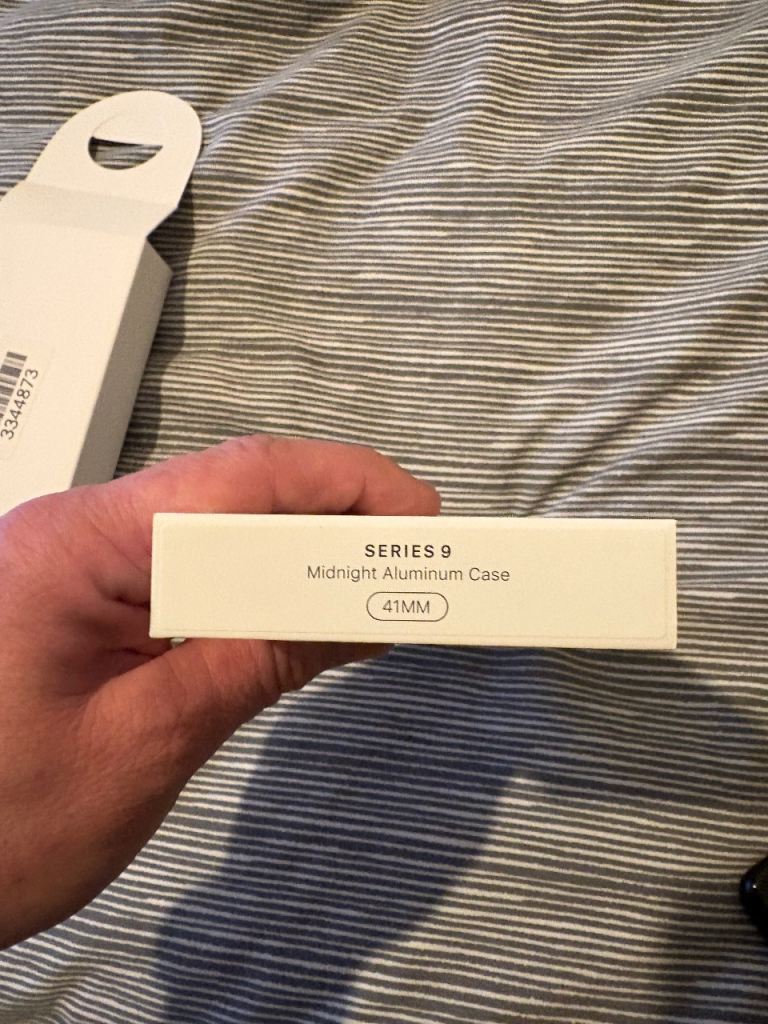 3344873
SERIES 9
Midnight Aluminum Case
41MM